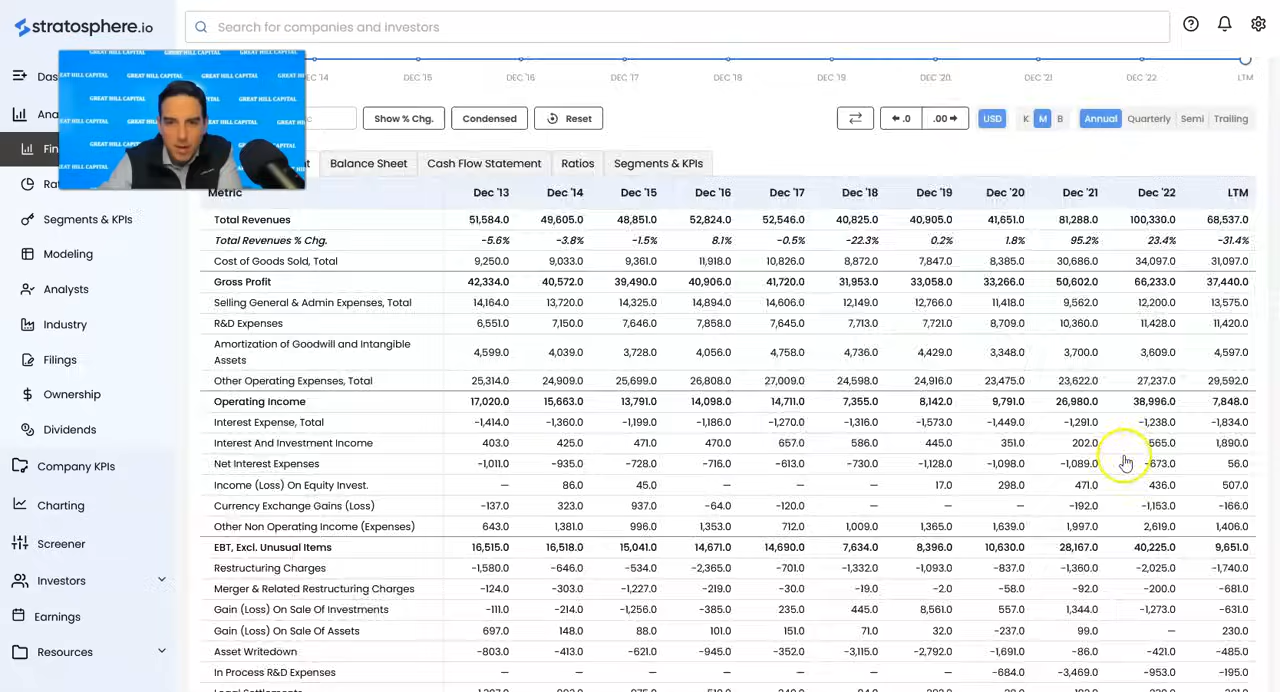 stratosphere.io
Search for companies and investors
Das
Ana
Fin
Ra
Segments & KPIs
Modeling
Analysts
Industry
Filings
Ownership
Dividends
Company KPIs
Charting
Screener
Investors
Earnings
Resources
GREAT HILL CAPITAL
DEC '15 DEC '16 DEC '17 DEC '18 DEC '19 DEC '20 DEC '21 DEC '22 LTM
Show % Chg. Condensed Reset .0 .00 USD K M B Annual Quarterly Semi Trailing
Balance Sheet Cash Flow Statement Ratios Segments & KPIs
Metric Dec '13 Dec '14 Dec '15 Dec '16 Dec '17 Dec '18 Dec '19 Dec '20 Dec '21 Dec '22 LTM
Total Revenues 51,584.0 49,605.0 48,851.0 52,824.0 52,546.0 40,825.0 40,905.0 41,651.0 81,288.0 100,330.0 68,537.0
Total Revenues % Chg. -5.6% -3.8% -1.5% 8.1% -0.5% -22.3% 0.2% 1.8% 95.2% 23.4% -31.4%
Cost of Goods Sold, Total 9,250.0 9,033.0 9,361.0 11,918.0 10,826.0 8,872.0 7,847.0 8,385.0 30,686.0 34,097.0 31,097.0
Gross Profit 42,334.0 40,572.0 39,490.0 40,906.0 41,720.0 31,953.0 33,058.0 33,266.0 50,602.0 66,233.0 37,440.0
Selling General & Admin Expenses, Total 14,164.0 13,720.0 14,325.0 14,894.0 14,606.0 12,149.0 12,766.0 11,418.0 9,562.0 12,200.0 13,575.0
R&D Expenses 6,551.0 7,150.0 7,646.0 7,858.0 7,645.0 7,713.0 7,721.0 8,709.0 10,360.0 11,428.0 11,420.0
Amortization of Goodwill and Intangible
Assets 4,599.0 4,039.0 3,728.0 4,056.0 4,758.0 4,736.0 4,429.0 3,348.0 3,700.0 3,609.0 4,597.0
Other Operating Expenses, Total 25,314.0 24,909.0 25,699.0 26,808.0 27,009.0 24,598.0 24,916.0 23,475.0 23,622.0 27,237.0 29,592.0
Operating Income 17,020.0 15,663.0 13,791.0 14,098.0 14,711.0 7,355.0 8,142.0 9,791.0 26,980.0 38,996.0 7,848.0
Interest Expense, Total -1,414.0 -1,360.0 -1,199.0 -1,186.0 -1,270.0 -1,316.0 -1,573.0 -1,449.0 -1,291.0 -1,238.0 -1,834.0
Interest And Investment Income 403.0 425.0 471.0 470.0 657.0 586.0 445.0 351.0 202.0 565.0 1,890.0
Net Interest Expenses -1,011.0 -935.0 -728.0 -716.0 -613.0 -730.0 -1,128.0 -1,098.0 -1,089.0 -673.0 56.0
Income (Loss) On Equity Invest. — 86.0 45.0 — — — 17.0 298.0 471.0 436.0 507.0
Currency Exchange Gains (Loss) -137.0 323.0 937.0 -64.0 -120.0 — — — -192.0 -1,153.0 -166.0
Other Non Operating Income (Expenses) 643.0 1,381.0 996.0 1,353.0 712.0 1,009.0 1,365.0 1,639.0 1,997.0 2,619.0 1,406.0
EBT, Excl. Unusual Items 16,515.0 16,518.0 15,041.0 14,671.0 14,690.0 7,634.0 8,396.0 10,630.0 28,167.0 40,225.0 9,651.0
Restructuring Charges -1,580.0 -646.0 -534.0 -2,365.0 -701.0 -1,332.0 -1,093.0 -837.0 -1,360.0 -2,025.0 -1,740.0
Merger & Related Restructuring Charges -124.0 -303.0 -1,227.0 -219.0 -30.0 -19.0 -2.0 -58.0 -92.0 -200.0 -681.0
Gain (Loss) On Sale Of Investments -111.0 -214.0 -1,256.0 -385.0 235.0 445.0 8,561.0 557.0 1,344.0 -1,273.0 -631.0
Gain (Loss) On Sale Of Assets 697.0 148.0 88.0 101.0 151.0 71.0 32.0 -237.0 99.0 — 230.0
Asset Writedown -803.0 -413.0 -621.0 -945.0 -352.0 -3,115.0 -2,792.0 -1,691.0 -86.0 -421.0 -485.0
In Process R&D Expenses — — — — — — — -684.0 -3,469.0 -953.0 -195.0